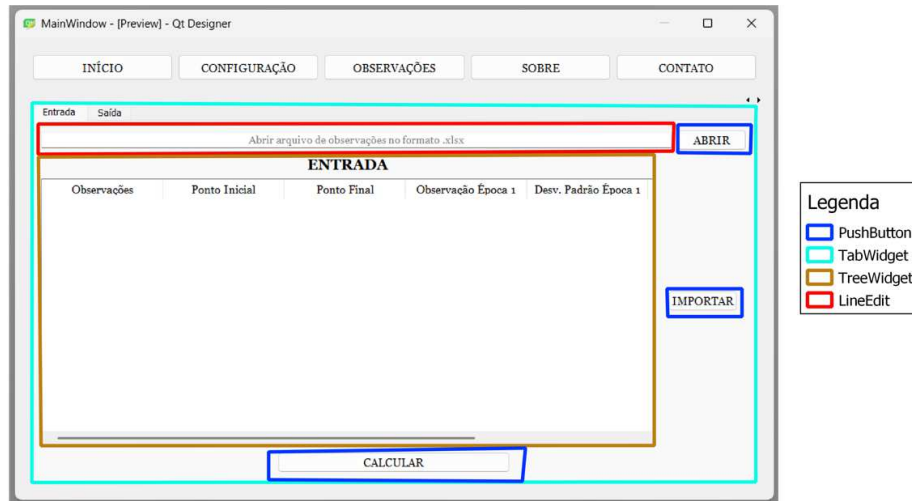 MainWindow - [Preview] - Qt Designer
INÍCIO CONFIGURAÇÃO OBSERVAÇÕES SOBRE CONTATO
Entrada Saída
Abrir arquivo de observações no formato .xlsx ABRIR
ENTRADA
Observações Ponto Inicial Ponto Final Observação Época 1 Desv. Padrão Época 1
IMPORTAR
CALCULAR
Legenda
PushButton
TabWidget
TreeWidget
LineEdit